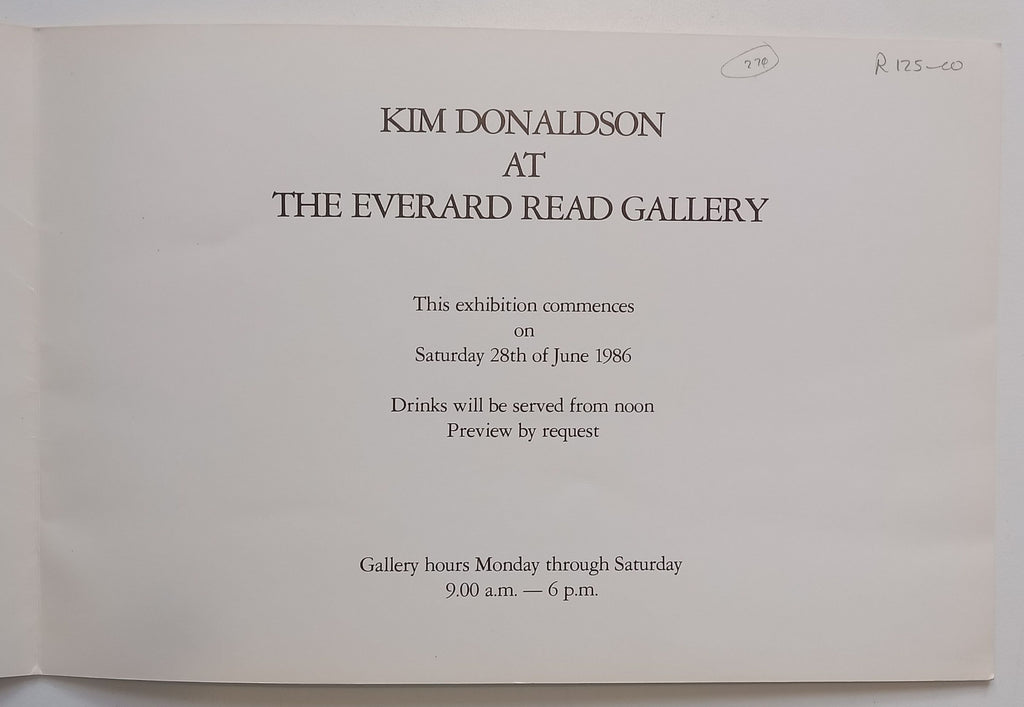 R 125-00
KIM DONALDSON
AT
THE EVERARD READ GALLERY
This exhibition commences
on
Saturday 28th of June 1986
Drinks will be served from noon
Preview by request
Gallery hours Monday through Saturday
9.00 a.m. — 6 p.m.